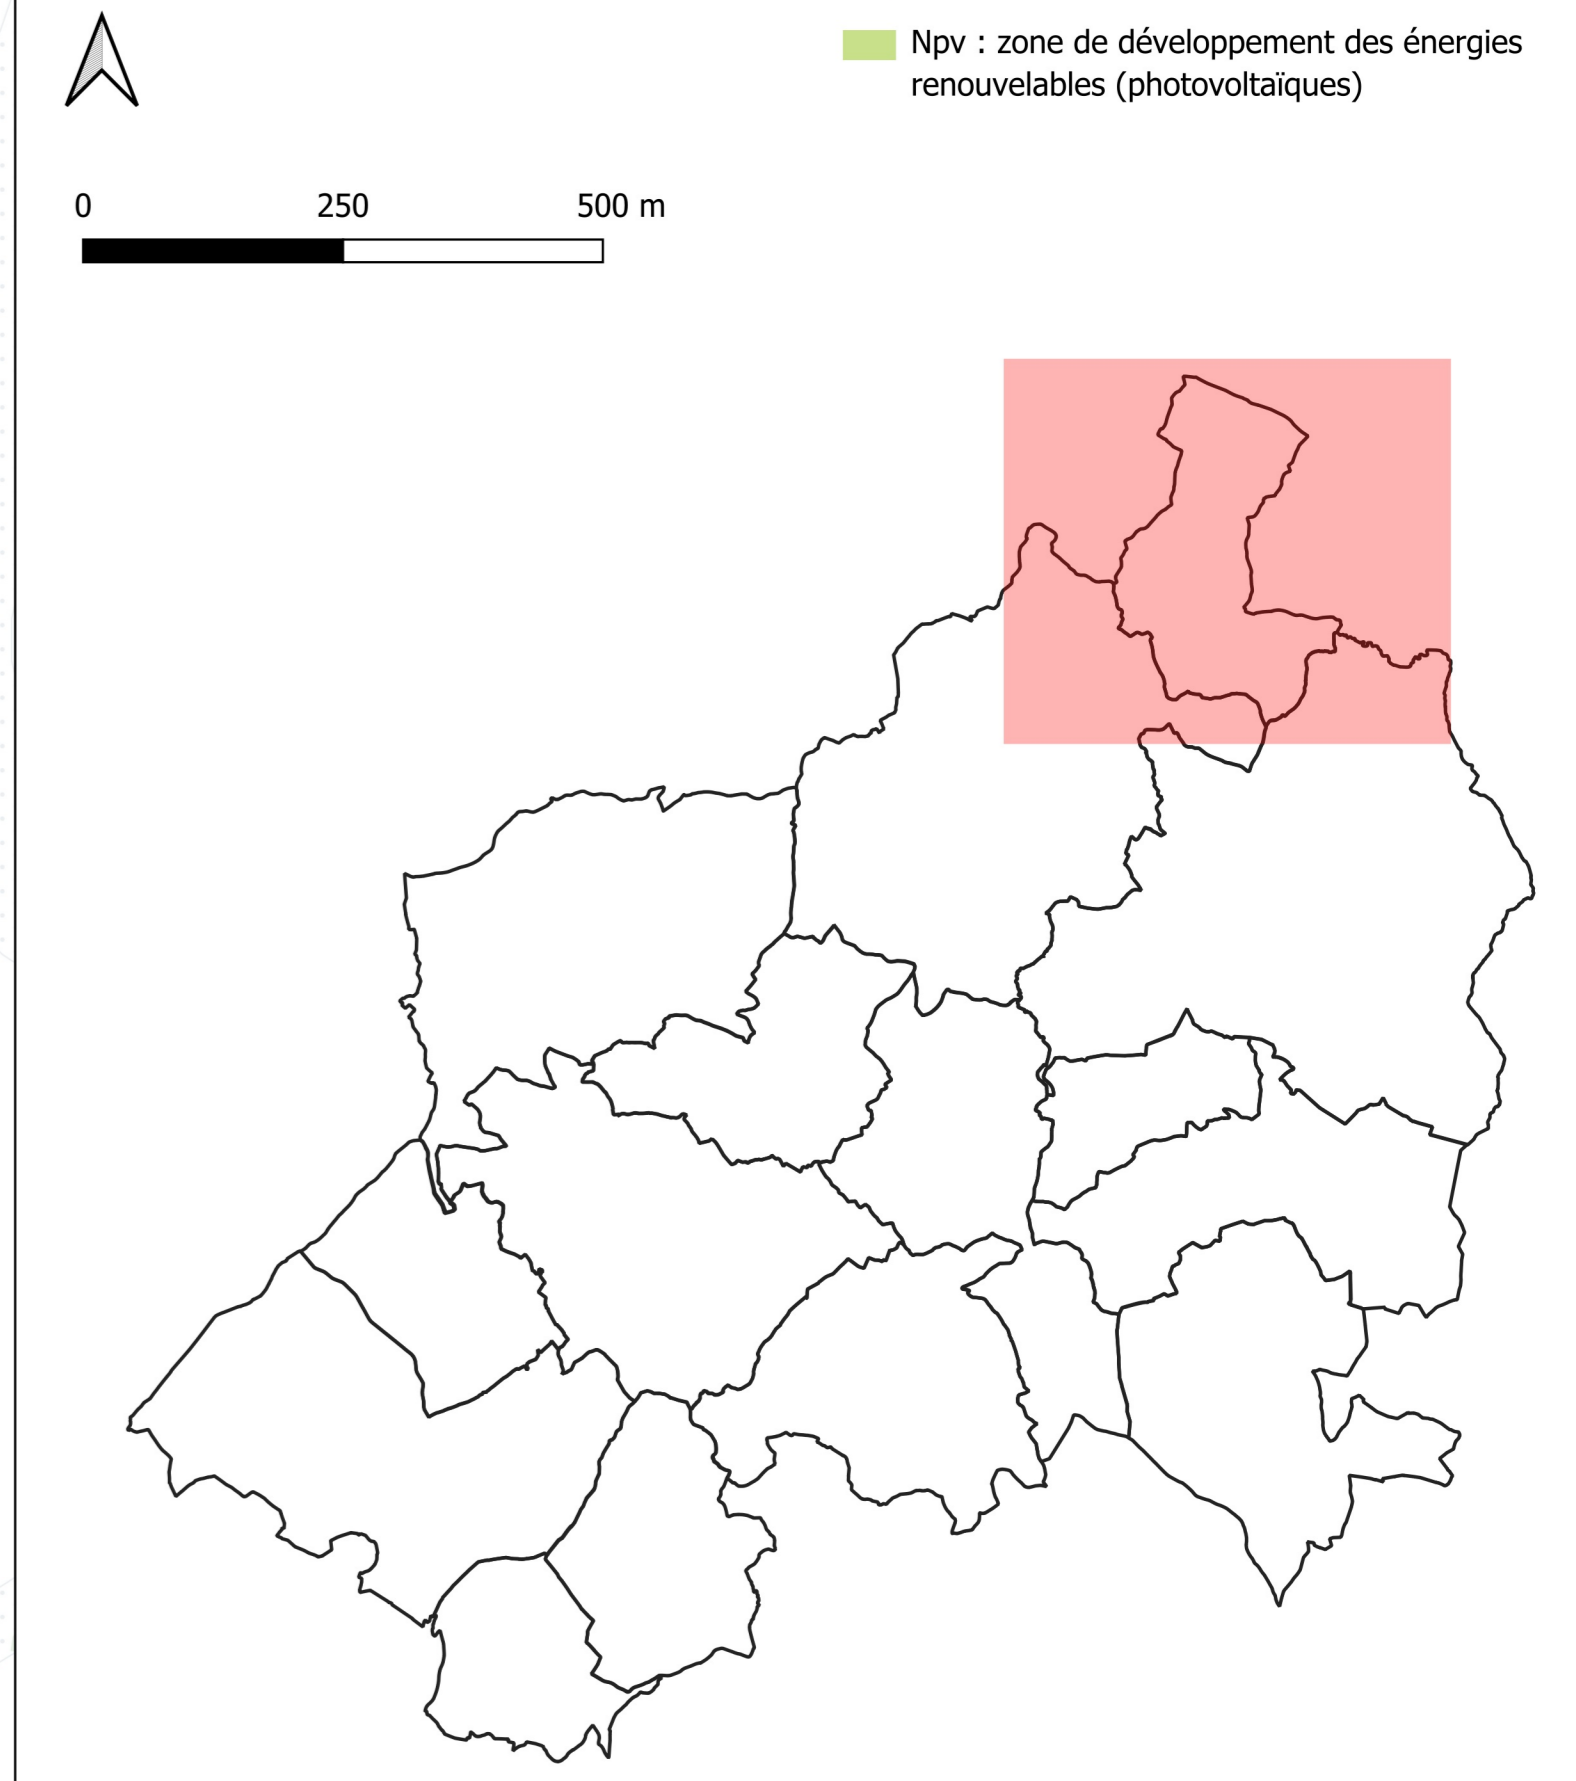 Npv : zone de développement des énergies
renouvelables (photovoltaïques)
0 250 500 m